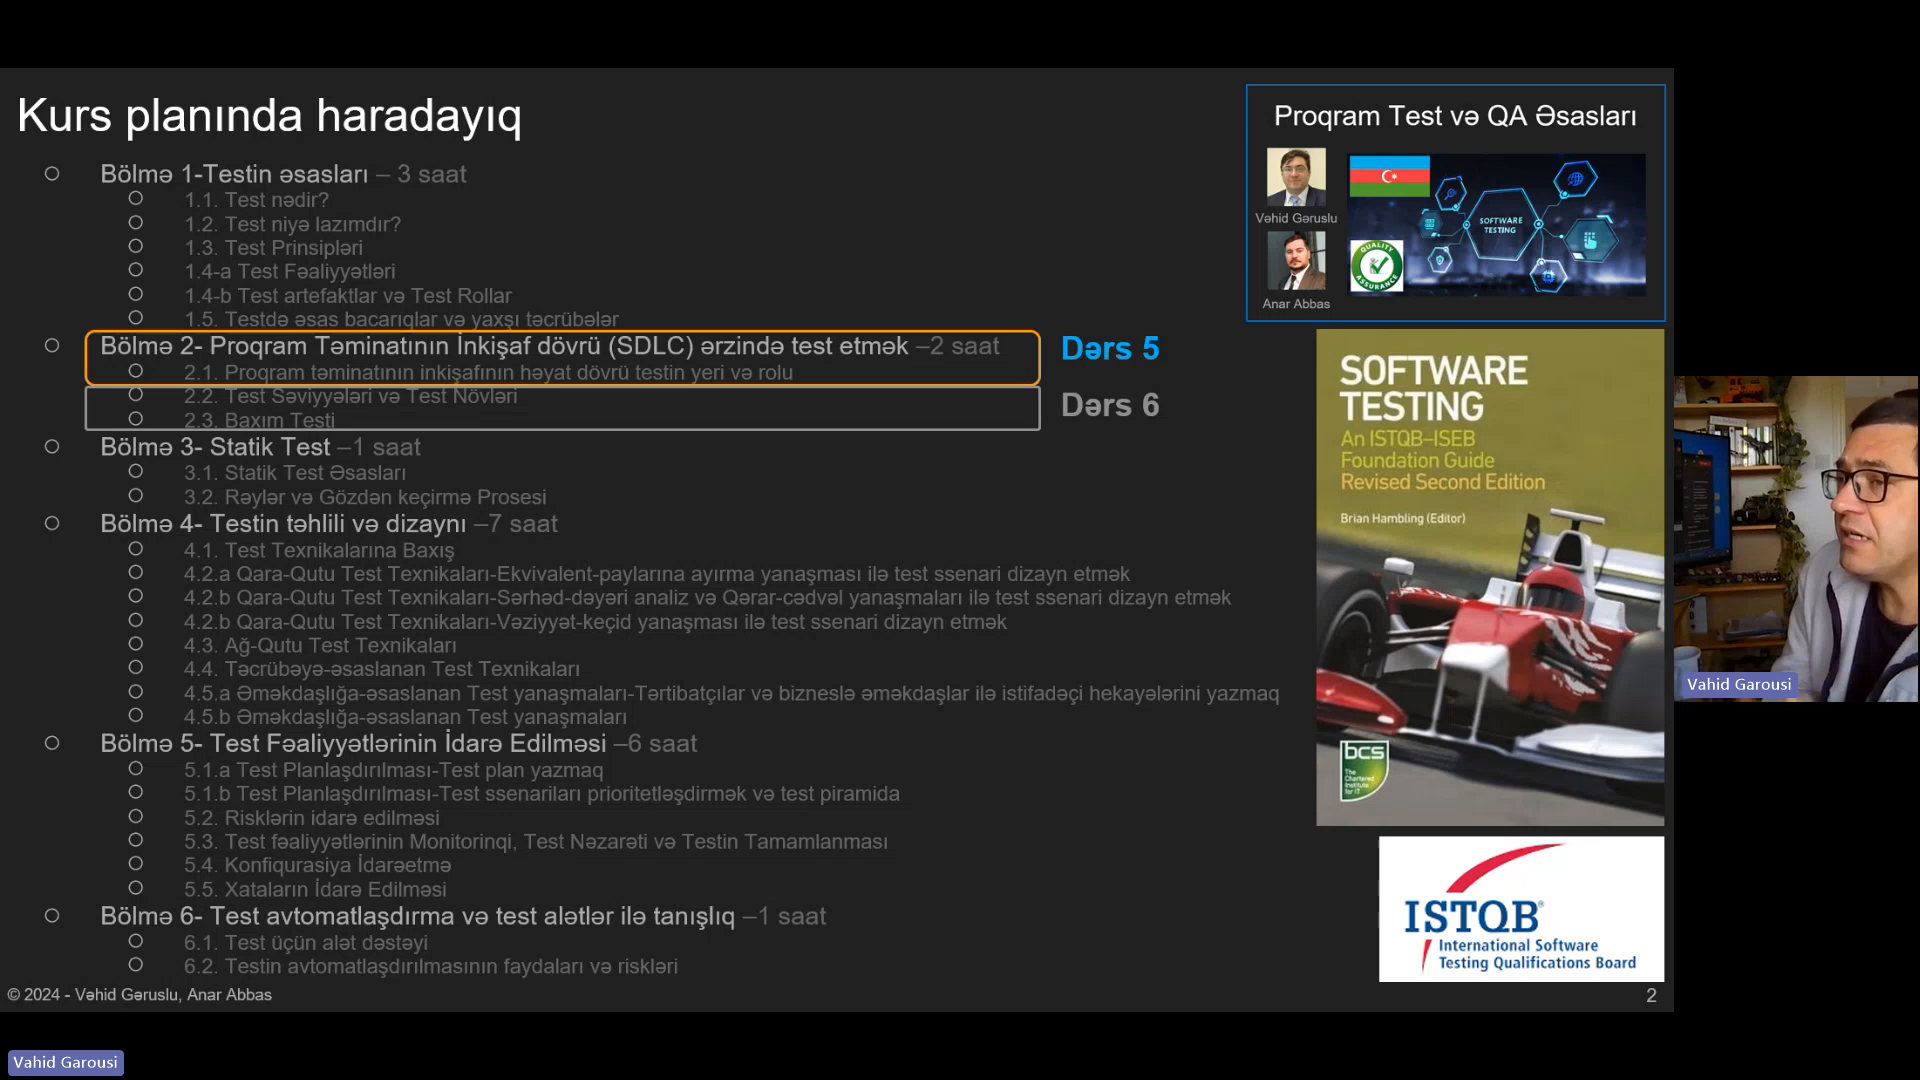 Kurs planında haradayıq
Bölmə 1-Testin əsasları – 3 saat
1.1. Test nədir?
1.2. Test niyə lazımdır?
1.3. Test Prinsipləri
1.4-a Test Fəaliyyətləri
1.4-b Test artefaktlar və Test Rollar
1.5. Testdə əsas bacarıqlar və yaxşı təcrübələr
Bölmə 2- Proqram Təminatının İnkişaf dövrü (SDLC) ərzində test etmək –2 saat
2.1. Proqram təminatının inkişafının həyat dövrü testin yeri və rolu
Dərs 5
2.2. Test Səviyyələri və Test Növləri
2.3. Baxım Testi
Dərs 6
Bölmə 3- Statik Test –1 saat
3.1. Statik Test Əsasları
3.2. Rəylər və Gözdən keçirmə Prosesi
Bölmə 4- Testin təhlili və dizaynı –7 saat
4.1. Test Texnikalarına Baxış
4.2.a Qara-Qutu Test Texnikaları-Ekvivalent-paylarına ayırma yanaşması ilə test ssenari dizayn etmək
4.2.b Qara-Qutu Test Texnikaları-Sərhəd-dəyəri analiz və Qərar-cədvəl yanaşmaları ilə test ssenari dizayn etmək
4.2.b Qara-Qutu Test Texnikaları-Vəziyyət-keçid yanaşması ilə test ssenari dizayn etmək
4.3. Ağ-Qutu Test Texnikaları
4.4. Təcrübəyə-əsaslanan Test Texnikaları
4.5.a Əməkdaşlığa-əsaslanan Test yanaşmaları-Tərtibatçılar və biznesle əməkdaşlar ilə istifadəçi hekayələrini yazmaq
4.5.b Əməkdaşlığa-əsaslanan Test yanaşmaları
Bölmə 5- Test Fəaliyyətlərinin İdarə Edilməsi –6 saat
5.1.a Test Planlaşdırılması-Test plan yazmaq
5.1.b Test Planlaşdırılması-Test ssenariları prioritetləşdirmək və test piramida
5.2. Risklərin idarə edilməsi
5.3. Test fəaliyyətlərinin Monitorinqi, Test Nəzarəti və Testin Tamamlanması
5.4. Konfiqurasiya İdarəetmə
5.5. Xataların İdarə Edilməsi
Bölmə 6- Test avtomatlaşdırma və test alətlər ilə tanışlıq –1 saat
6.1. Test üçün alət dəstəyi
6.2. Testin avtomatlaşdırılmasının faydaları və riskləri
© 2024 - Vəhid Gəruslu, Anar Abbas
2
Proqram Test və QA Əsasları
Vəhid Gəruslu
Anar Abbas
SOFTWARE
TESTING
QUALITY
ASSURANCE
SOFTWARE
TESTING
An ISTQB–ISEB
Foundation Guide
Revised Second Edition
Brian Hambling (Editor)
bcs
The
Chartered
Institute
for IT
ISTQB®
International Software
Testing Qualifications Board
Vahid Garousi
Vahid Garousi